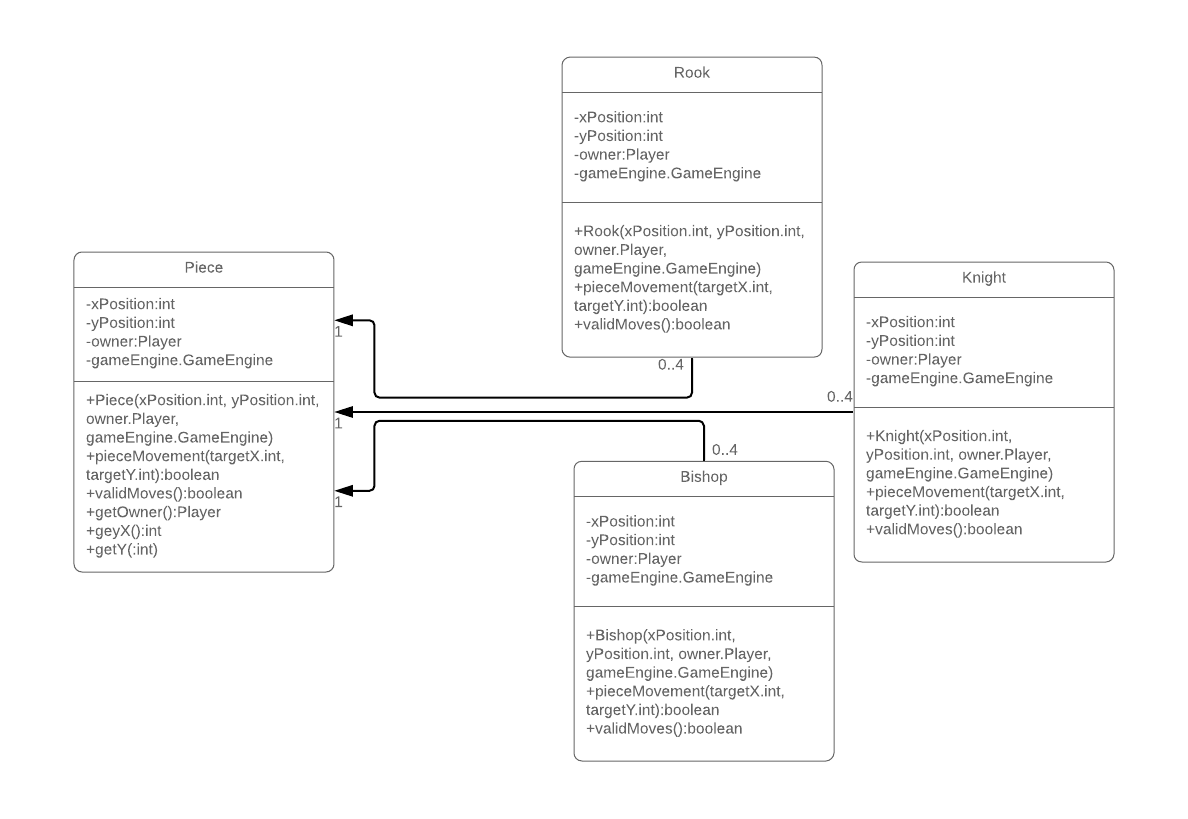 Rook
-xPosition:int
-yPosition:int
-owner:Player
-gameEngine.GameEngine
+Rook(xPosition.int, yPosition.int,
owner.Player,
gameEngine.GameEngine)
+pieceMovement(targetX.int,
targetY.int):boolean
+validMoves():boolean
0..4
Piece
-xPosition:int
-yPosition:int
-owner:Player
-gameEngine.GameEngine
+Piece(xPosition.int, yPosition.int,
owner.Player,
gameEngine.GameEngine)
+pieceMovement(targetX.int,
targetY.int):boolean
+validMoves():boolean
+getOwner():Player
+geyX():int
+getY(:int)
1
1
1
Knight
-xPosition:int
-yPosition:int
-owner:Player
-gameEngine.GameEngine
+Knight(xPosition.int,
yPosition.int, owner.Player,
gameEngine.GameEngine)
+pieceMovement(targetX.int,
targetY.int):boolean
+validMoves():boolean
0..4
0..4
Bishop
-xPosition:int
-yPosition:int
-owner:Player
-gameEngine.GameEngine
+Bishop(xPosition.int,
yPosition.int, owner.Player,
gameEngine.GameEngine)
+pieceMovement(targetX.int,
targetY.int):boolean
+validMoves():boolean